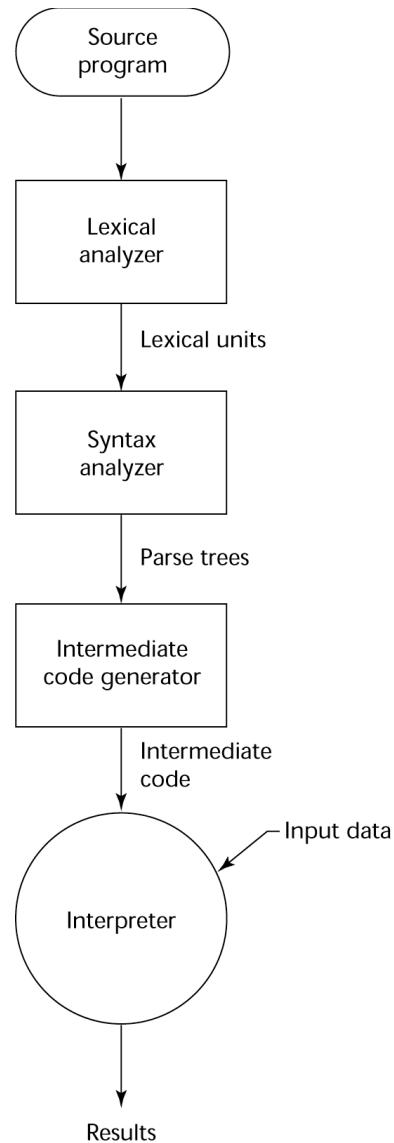 Source
program
Lexical
analyzer
Lexical units
Syntax
analyzer
Parse trees
Intermediate
code generator
Intermediate
code
Input data
Interpreter
Results